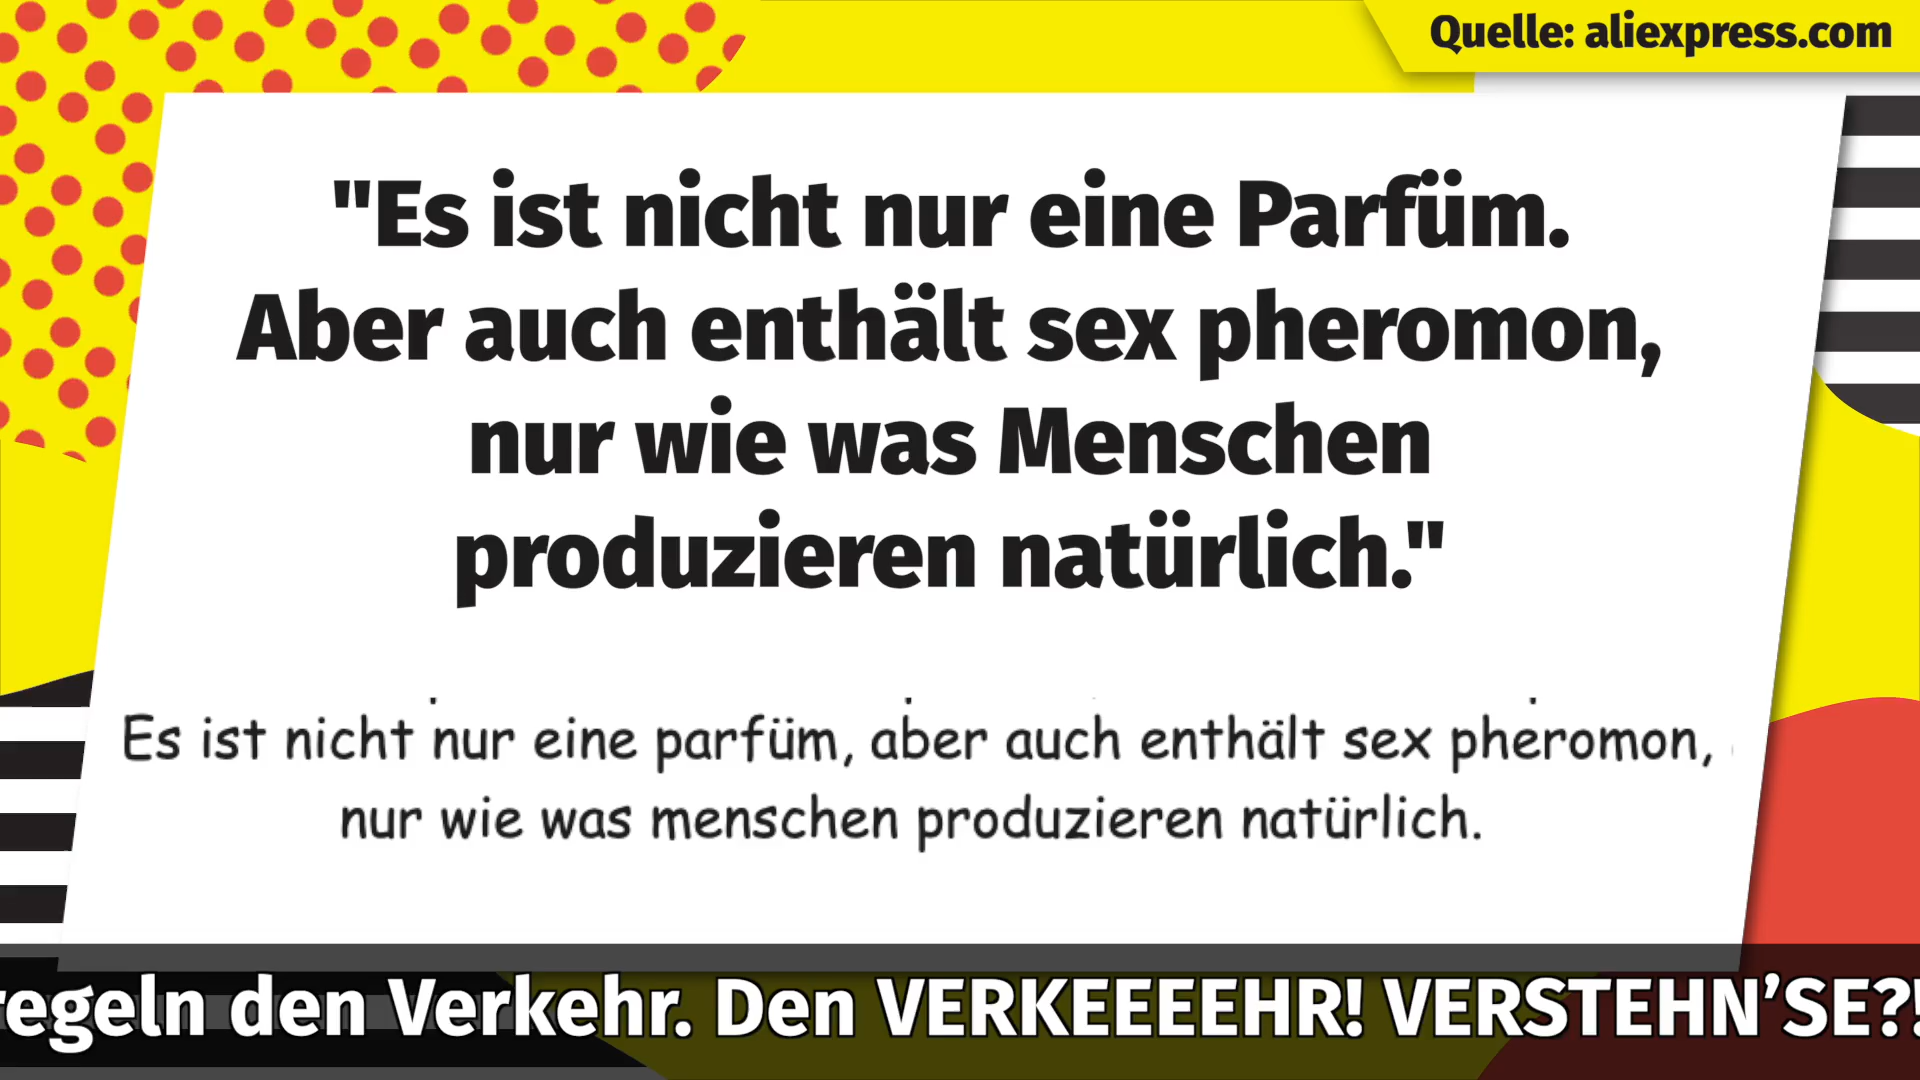 Quelle: aliexpress.com
"Es ist nicht nur eine Parfüm.
Aber auch enthält sex pheromon,
nur wie was Menschen
produzieren natürlich."
Es ist nicht nur eine parfüm, aber auch enthält sex pheromon,
nur wie was menschen produzieren natürlich.
regeln den Verkehr. Den VERKEEEEHR! VERSTEHN’SE?!